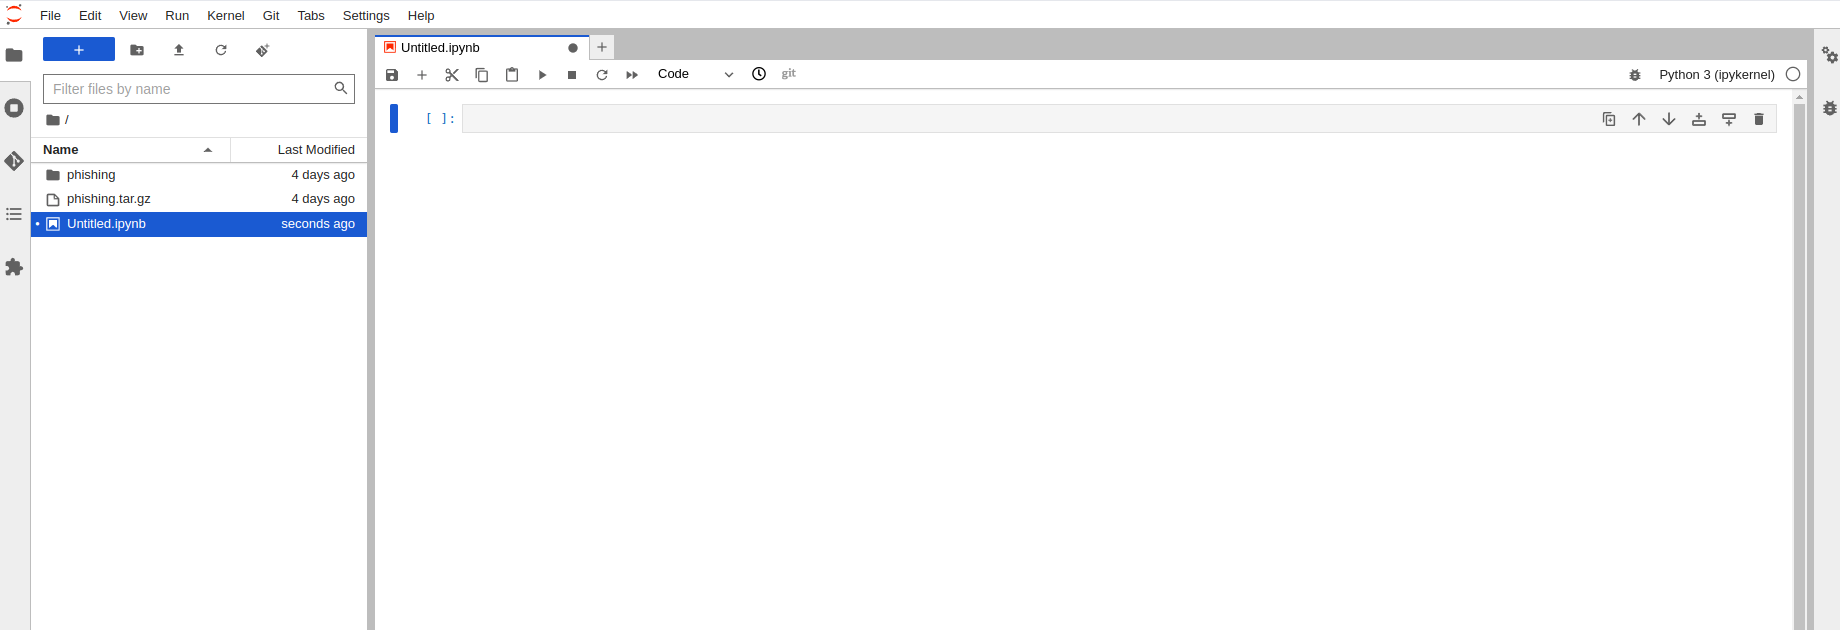 File Edit View Run Kernel Git Tabs Settings Help
Untitled.ipynb
Code git Python 3 (ipykernel)
Filter files by name
/
[ ]:
Name Last Modified
phishing 4 days ago
phishing.tar.gz 4 days ago
Untitled.ipynb seconds ago